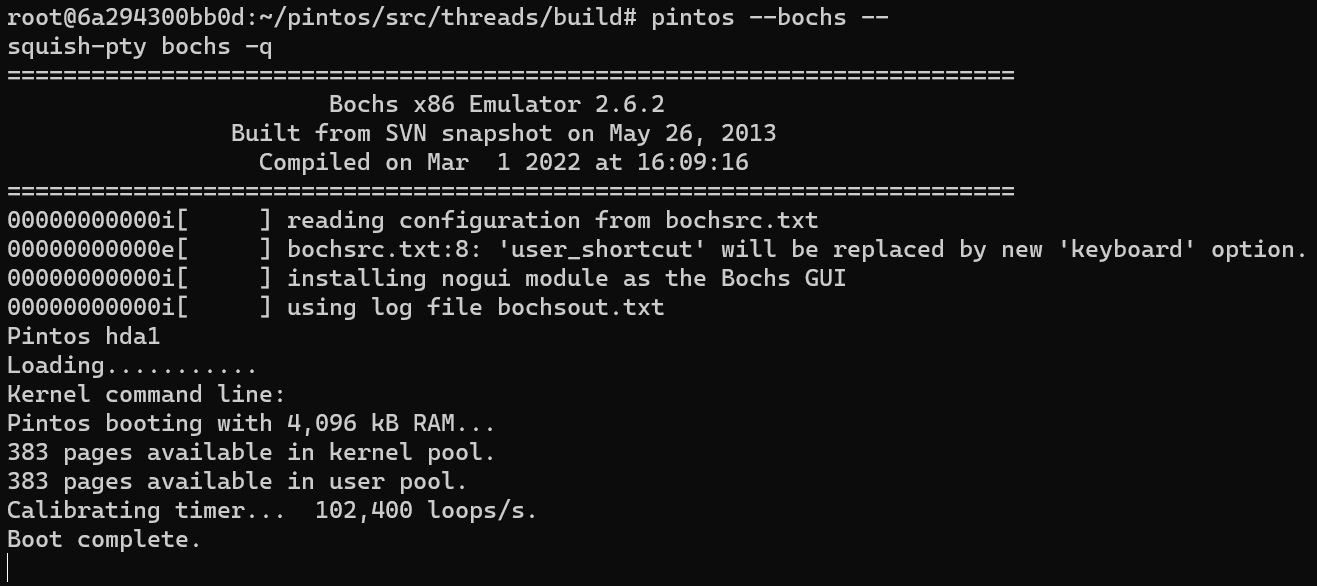 root@6a294300bb0d:~/pintos/src/threads/build# pintos --bochs --
squish-pty bochs -q
========================================================================
                       Bochs x86 Emulator 2.6.2
                Built from SVN snapshot on May 26, 2013
                  Compiled on Mar  1 2022 at 16:09:16
========================================================================
00000000000i[     ] reading configuration from bochsrc.txt
00000000000e[     ] bochsrc.txt:8: 'user_shortcut' will be replaced by new 'keyboard' option.
00000000000i[     ] installing nogui module as the Bochs GUI
00000000000i[     ] using log file bochsout.txt
Pintos hda1
Loading...........
Kernel command line:
Pintos booting with 4,096 kB RAM...
383 pages available in kernel pool.
383 pages available in user pool.
Calibrating timer...  102,400 loops/s.
Boot complete.